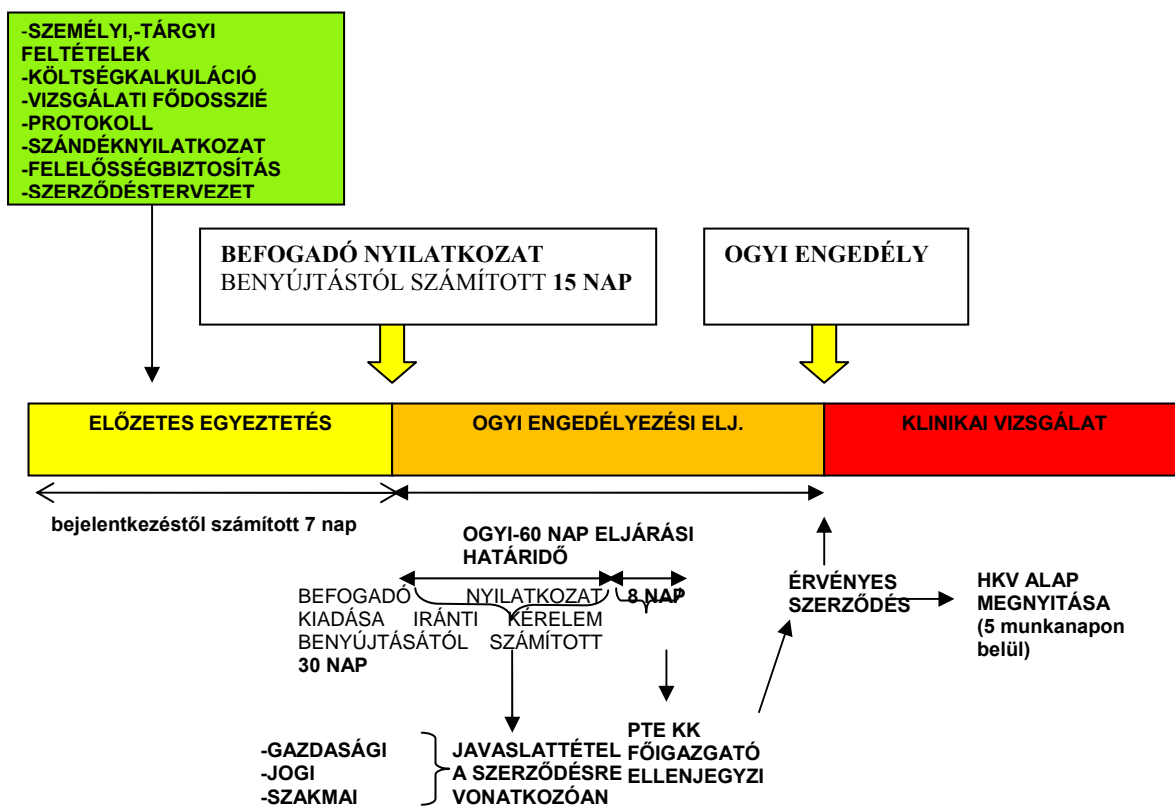 -SZEMÉLYI,-TÁRGYI
FELTÉTELEK
-KÖLTSÉGKALKULÁCIÓ
-VIZSGÁLATI FŐDOSSZIÉ
-PROTOKOLL
-SZÁNDÉKNYILATKOZAT
-FELELŐSSÉGBIZTOSÍTÁS
-SZERZŐDÉSTERVEZET
BEFOGADÓ NYILATKOZAT
BENYÚJTÁSTÓL SZÁMÍTOTT 15 NAP
OGYI ENGEDÉLY
ELŐZETES EGYEZTETÉS
OGYI ENGEDÉLYEZÉSI ELJ.
KLINIKAI VIZSGÁLAT
bejelentkezéstől számított 7 nap
OGYI-60 NAP ELJÁRÁSI
HATÁRIDŐ
BEFOGADÓ NYILATKOZAT
KIADÁSA IRÁNTI KÉRELEM
BENYÚJTÁSÁTÓL SZÁMÍTOTT
30 NAP
8 NAP
ÉRVÉNYES
SZERZŐDÉS
HKV ALAP
MEGNYITÁSA
(5 munkanapon
belül)
-GAZDASÁGI
-JOGI
-SZAKMAI
JAVASLATTÉTEL
A SZERZŐDÉSRE
VONATKOZÓAN
PTE KK
FŐIGAZGATÓ
ELLENJEGYZI